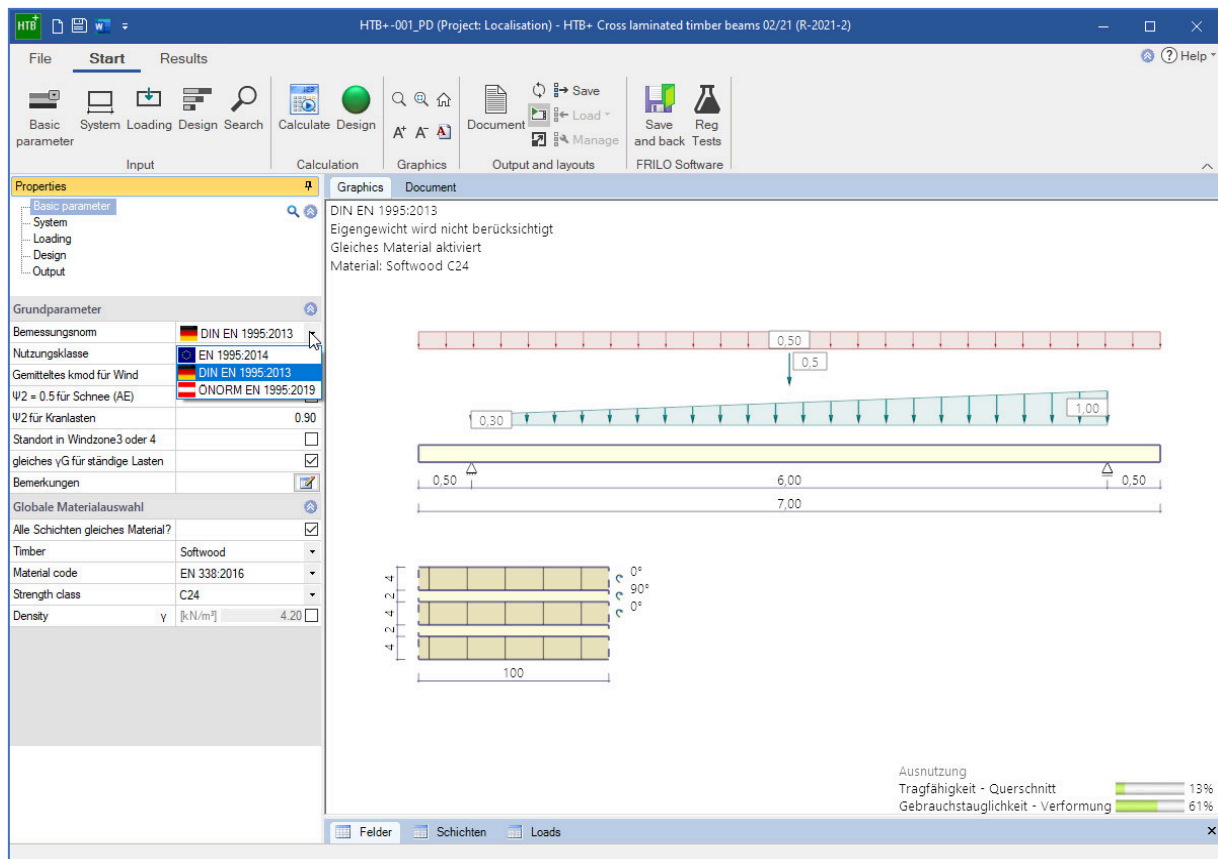 HTB+
HTB+-001_PD (Project: Localisation) - HTB+ Cross laminated timber beams 02/21 (R-2021-2)
File Start Results
Help
Basic parameter
System
Loading
Design
Search
Input
Calculate
Design
Calculation
A+ A- A
Graphics
Document
Save
Load
Manage
Output and layouts
Save and back
Reg Tests
FRILO Software
Properties
Basic parameter
System
Loading
Design
Output
Grundparameter
Bemessungsnorm DIN EN 1995:2013
Nutzungsklasse
EN 1995:2014
DIN EN 1995:2013
ÖNORM EN 1995:2019
Gemitteltes kmod für Wind
Ψ2 = 0.5 für Schnee (AE)
Ψ2 für Kranlasten 0.90
Standort in Windzone3 oder 4
gleiches γG für ständige Lasten
Bemerkungen
Globale Materialauswahl
Alle Schichten gleiches Material?
Timber Softwood
Material code EN 338:2016
Strength class C24
Density γ [kN/m³] 4.20
Graphics Document
DIN EN 1995:2013
Eigengewicht wird nicht berücksichtigt
Gleiches Material aktiviert
Material: Softwood C24
0,50
0,5
0,30
1,00
0,50 6,00 0,50
7,00
4
2
4
2
4
0°
90°
0°
100
Ausnutzung
Tragfähigkeit - Querschnitt 13%
Gebrauchstauglichkeit - Verformung 61%
Felder Schichten Loads